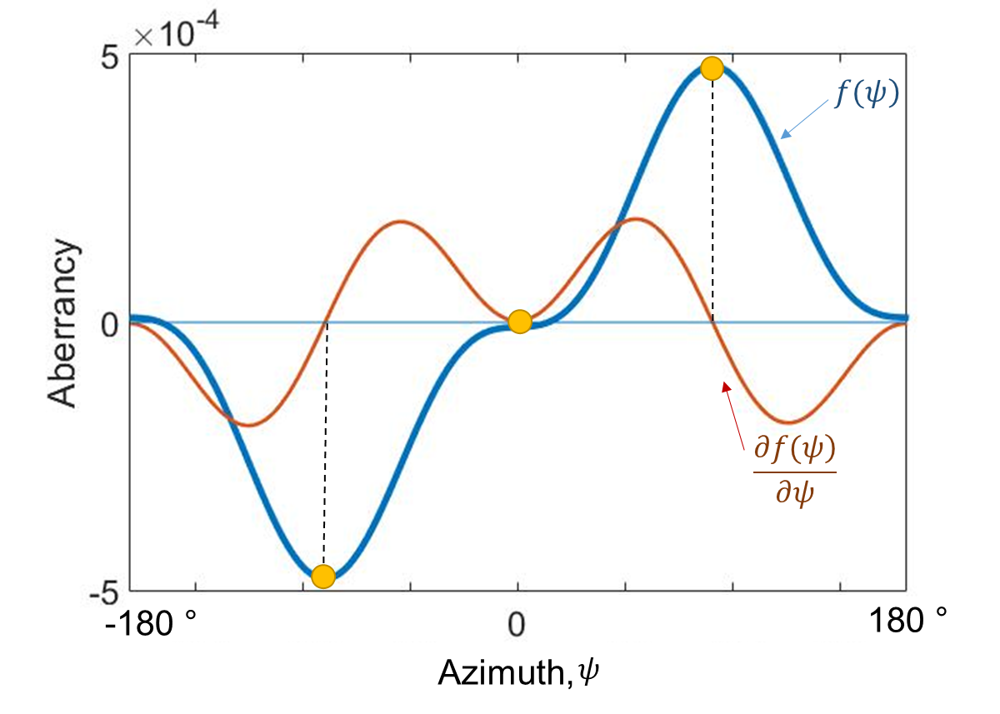 ×10⁻⁴
5
f(ψ)
0
Aberrancy
∂f(ψ)
∂ψ
-5
-180 °
0
180 °
Azimuth, ψ